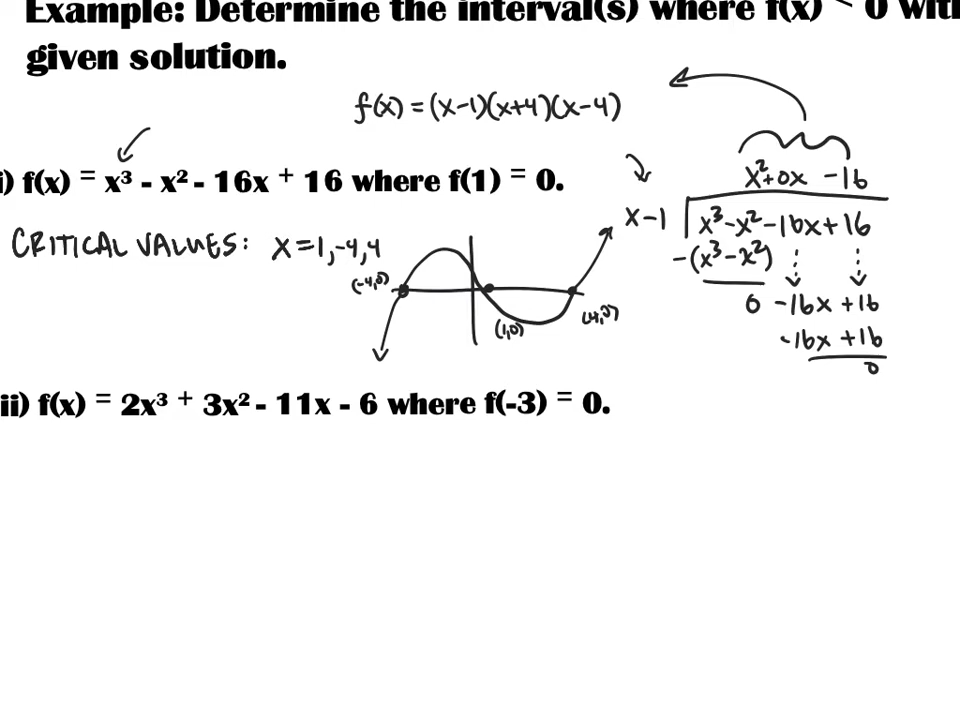 Example: Determine the interval(s) where f(x) 0 with
given solution.
f(x) = (x-1)(x+4)(x-4)
i) f(x) = x³ - x² - 16x + 16 where f(1) = 0.
x²+0x -16
x-1 x³-x²-16x+16
-(x³-x²)
0 -16x +16
-16x +16
0
CRITICAL VALUES: x=1,-4,4
(-4,0)
(1,0)
(4,0)
ii) f(x) = 2x³ + 3x² - 11x - 6 where f(-3) = 0.